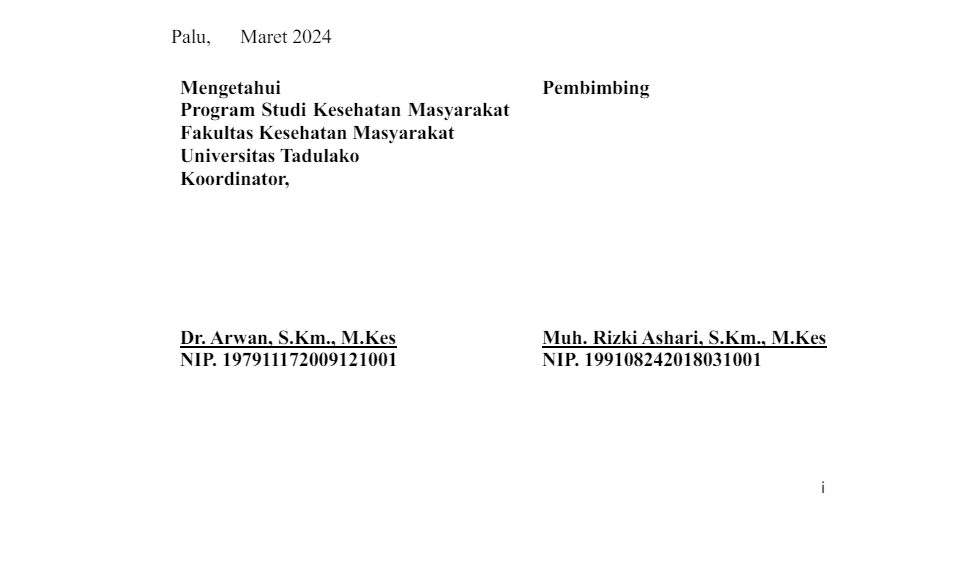 Palu, Maret 2024
Mengetahui
Program Studi Kesehatan Masyarakat
Fakultas Kesehatan Masyarakat
Universitas Tadulako
Koordinator,
Pembimbing
Dr. Arwan, S.Km., M.Kes
NIP. 197911172009121001
Muh. Rizki Ashari, S.Km., M.Kes
NIP. 199108242018031001
i